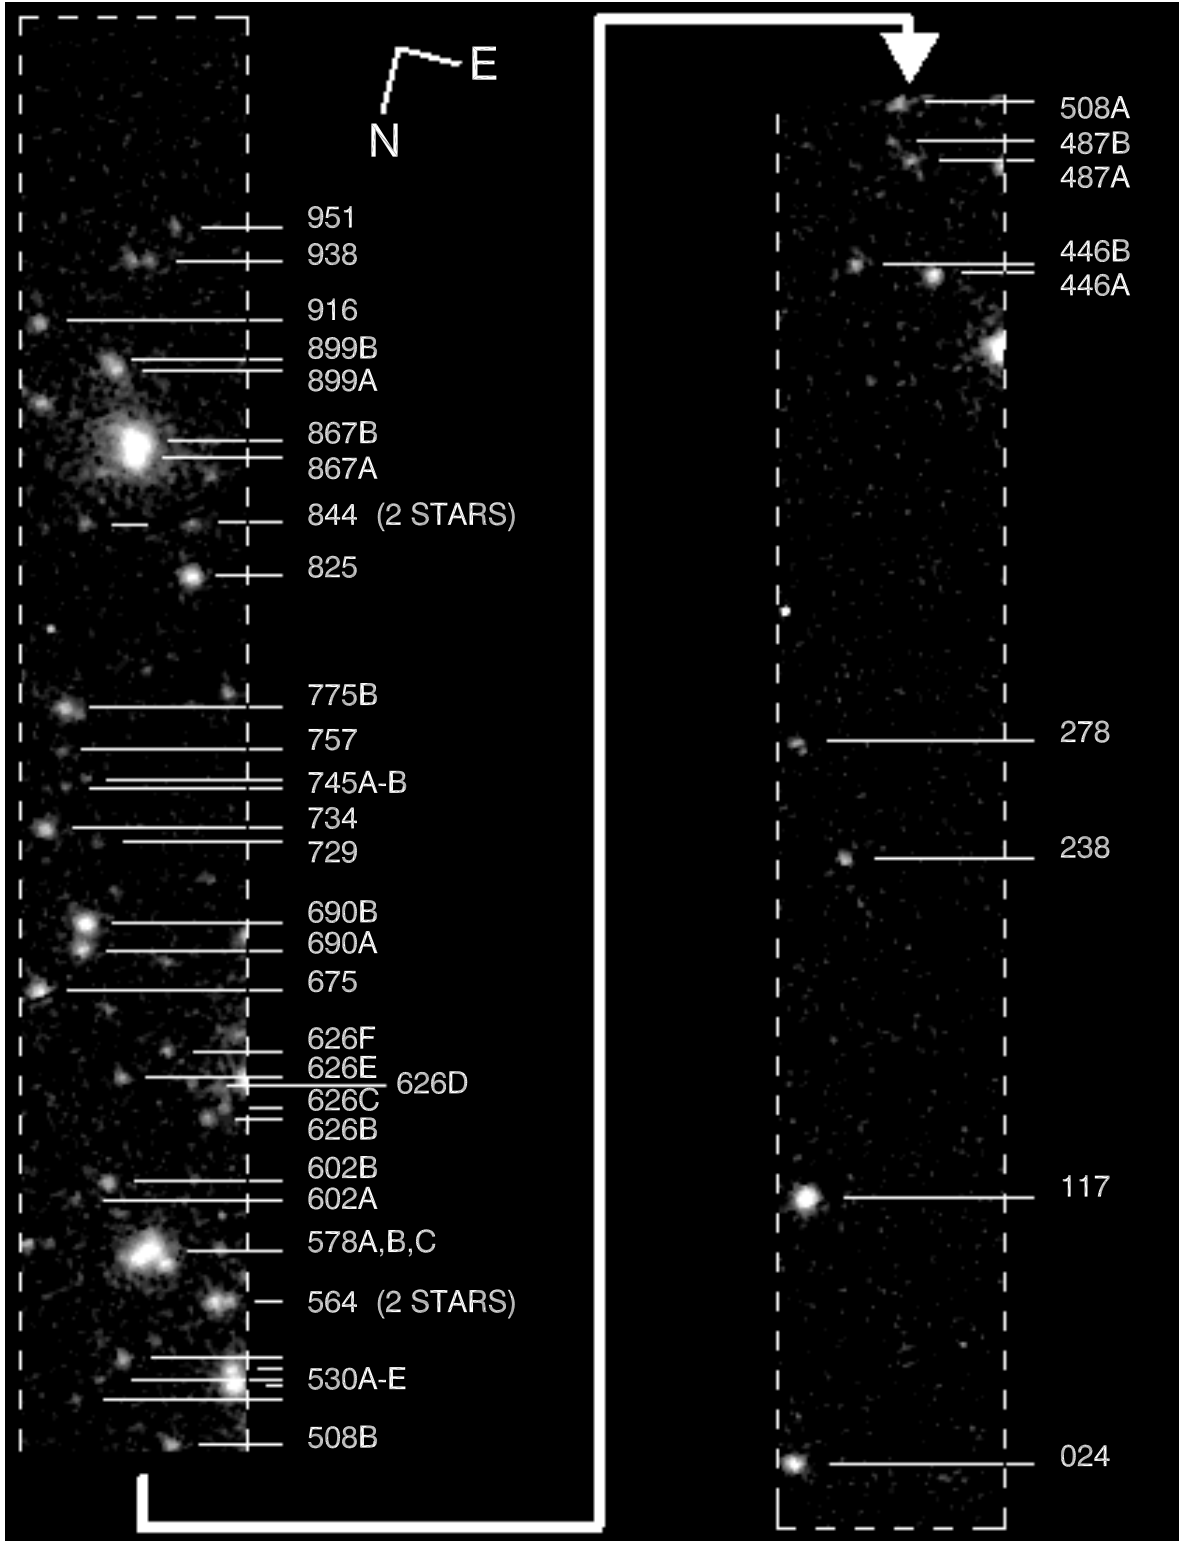 E
N
951
938
916
899B
899A
867B
867A
844 (2 STARS)
825
775B
757
745A-B
734
729
690B
690A
675
626F
626E
626D
626C
626B
602B
602A
578A,B,C
564 (2 STARS)
530A-E
508B
508A
487B
487A
446B
446A
278
238
117
024